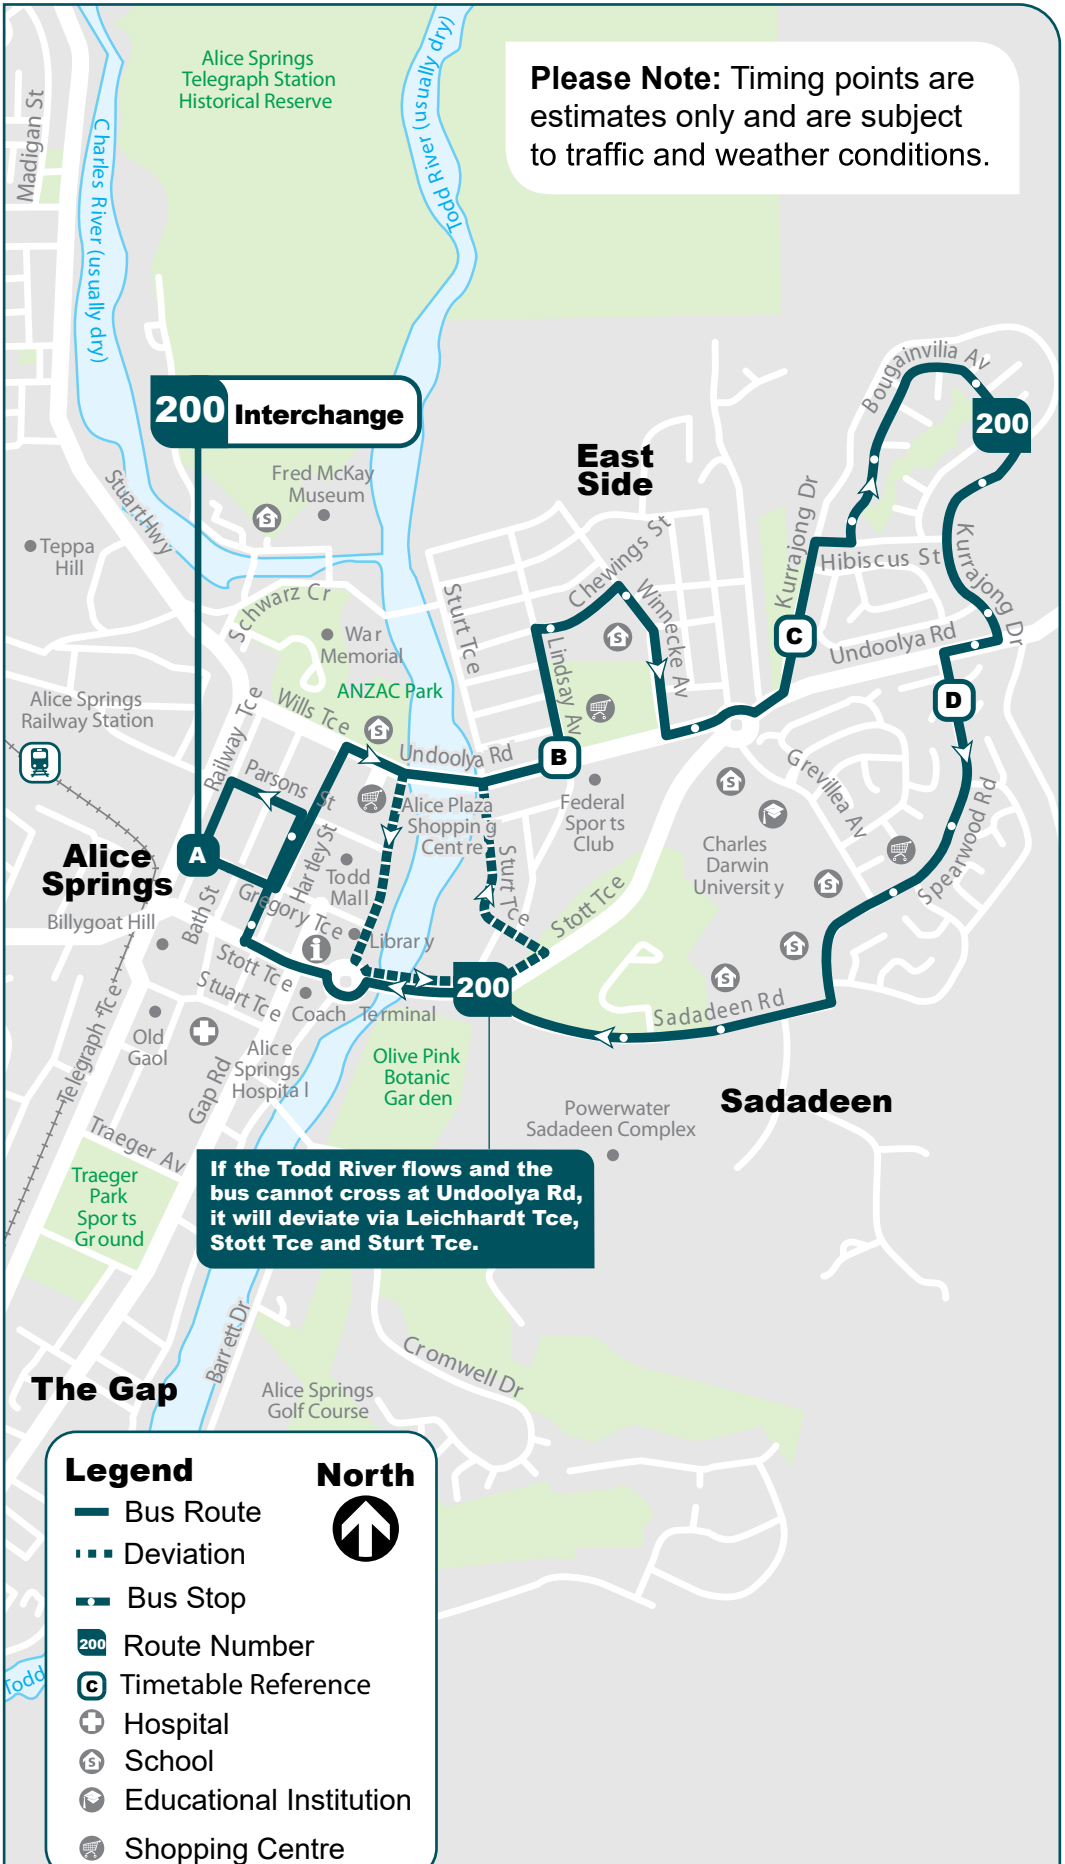 Alice Springs
Telegraph Station
Historical Reserve
Please Note: Timing points are
estimates only and are subject
to traffic and weather conditions.
Madigan St
Charles River (usually dry)
Todd River (usually dry)
Bougainvilia Av
200 Interchange
200
East
Side
Fred McKay
Museum
Stuart Hwy
Teppa
Hill
Kurrajong Dr
Hibiscus St
Kurrajong Dr
Chewings St
Winnecke Av
Schwarz Cr
Sturt Tce
War
Memorial
Lindsay Av
C
Undoolya Rd
ANZAC Park
Alice Springs
Railway Station
Railway Tce
Wills Tce
D
Undoolya Rd
B
Parsons St
Grevillea Av
Alice Plaza
Shopping
Centre
Federal
Sports
Club
Spearwood Rd
Hartley St
Charles
Darwin
University
A
Alice
Springs
Todd
Mall
Sturt Tce
Stott Tce
Billygoat Hill
Bath St
Gregory Tce
Library
Stott Tce
Stuart Tce
200
Coach Terminal
Sadadeen Rd
Telegraph Tce
Old
Gaol
Alice
Springs
Hospital
Gap Rd
Olive Pink
Botanic
Garden
Sadadeen
Powerwater
Sadadeen Complex
Traeger Av
If the Todd River flows and the
bus cannot cross at Undoolya Rd,
it will deviate via Leichhardt Tce,
Stott Tce and Sturt Tce.
Traeger
Park
Sports
Ground
Barrett Dr
Cromwell Dr
The Gap
Alice Springs
Golf Course
Legend
North
Bus Route
Deviation
Bus Stop
200 Route Number
C Timetable Reference
Hospital
S School
Educational Institution
Shopping Centre
Todd